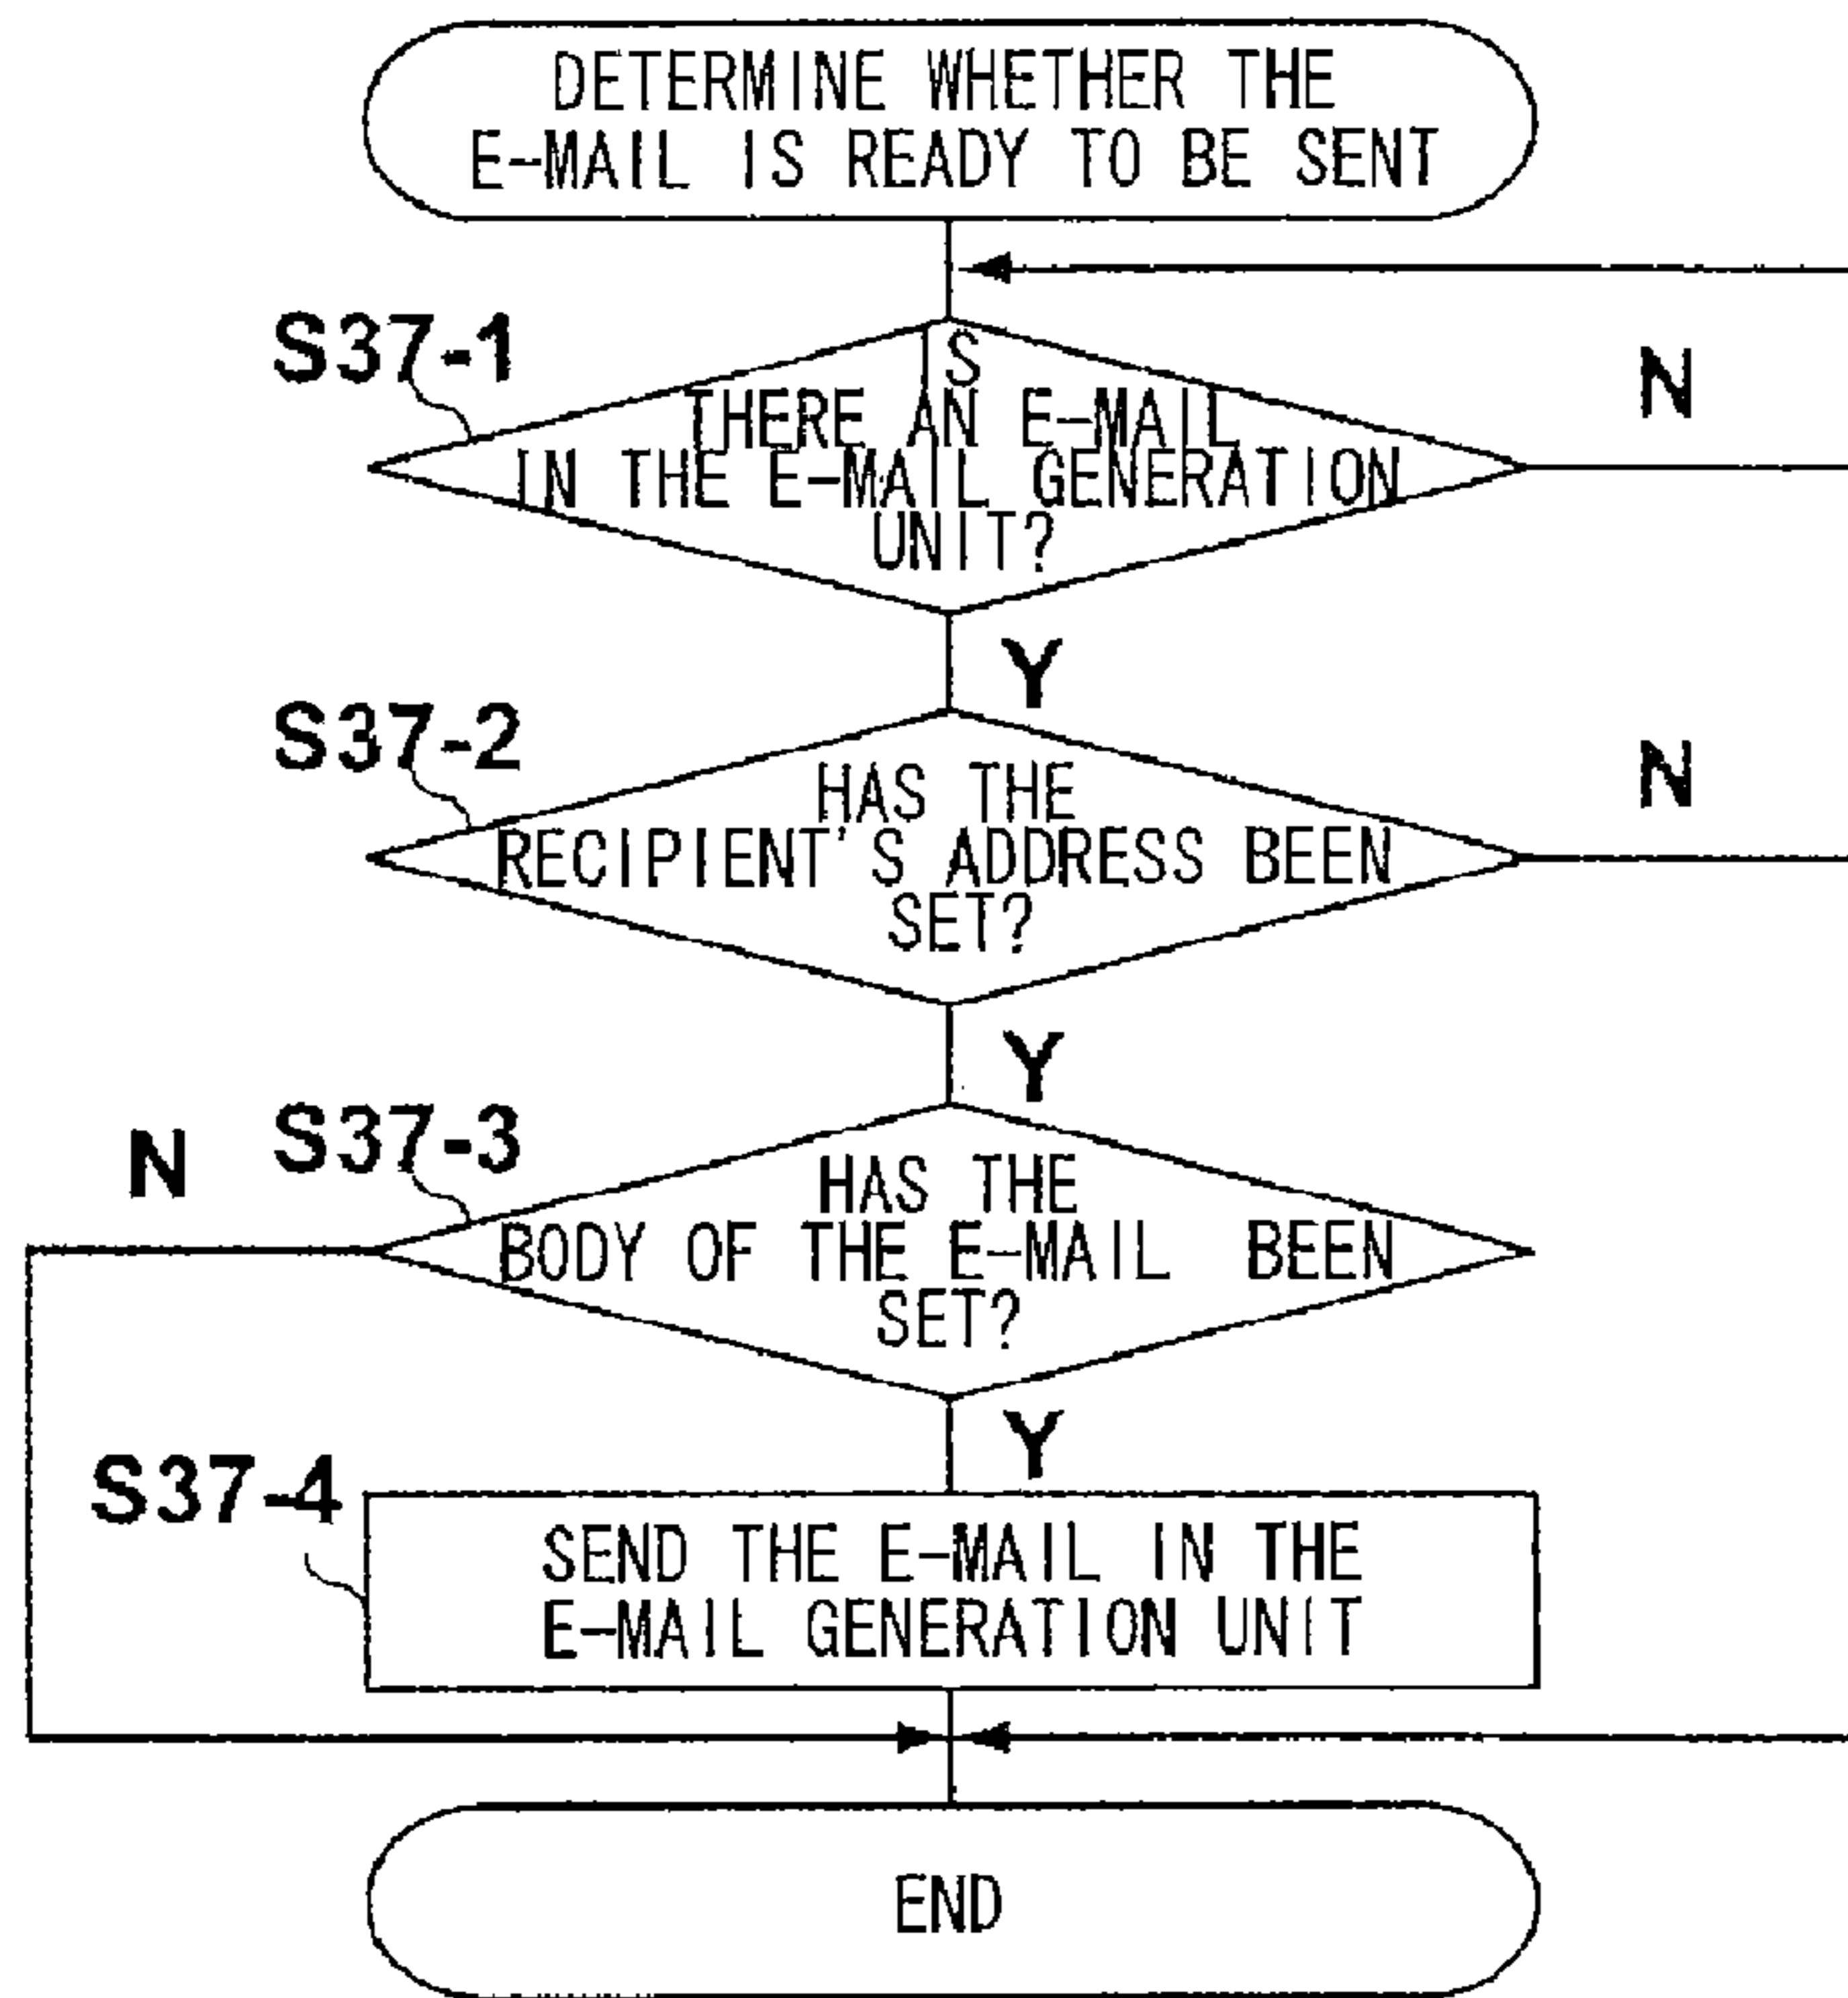 DETERMINE WHETHER THE
E-MAIL IS READY TO BE SENT
S37-1
IS
THERE AN E-MAIL
IN THE E-MAIL GENERATION
UNIT?
N
Y
S37-2
HAS THE
RECIPIENT'S ADDRESS BEEN
SET?
N
Y
S37-3
N
HAS THE
BODY OF THE E-MAIL BEEN
SET?
Y
S37-4
SEND THE E-MAIL IN THE
E-MAIL GENERATION UNIT
END